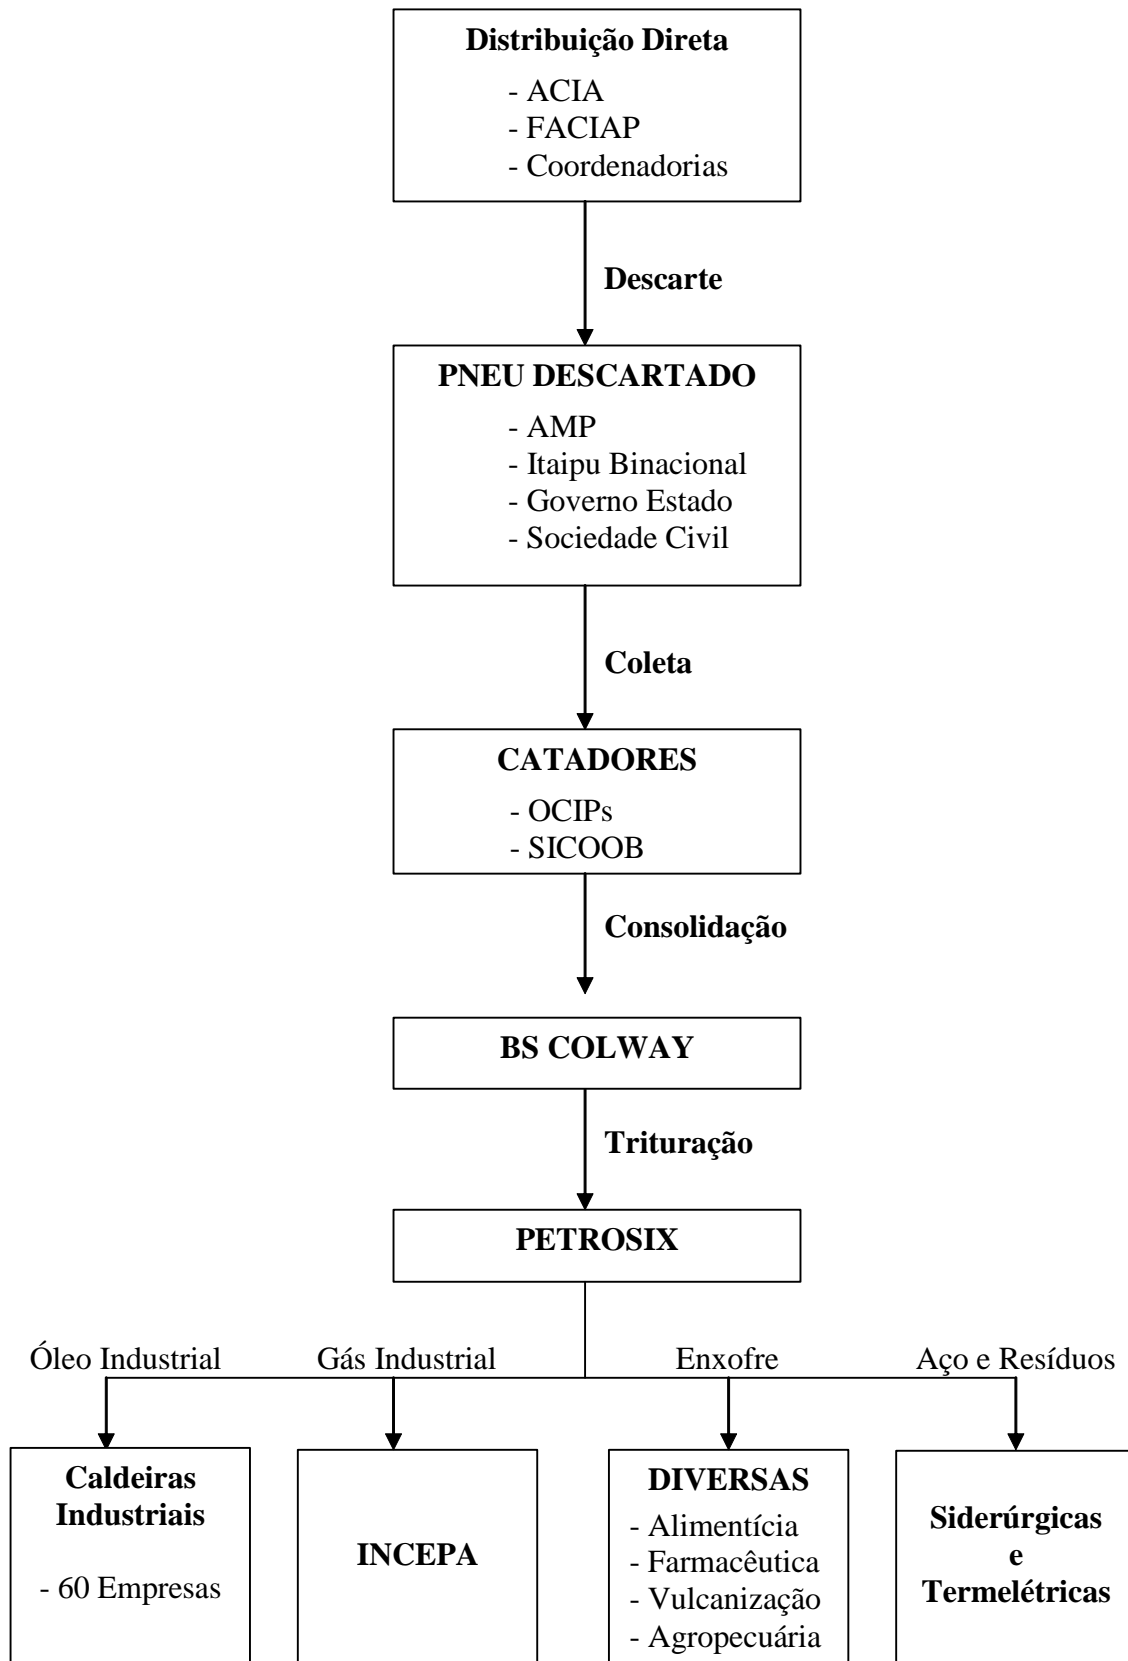 Distribuição Direta
- ACIA
- FACIAP
- Coordenadorias
Descarte
PNEU DESCARTADO
- AMP
- Itaipu Binacional
- Governo Estado
- Sociedade Civil
Coleta
CATADORES
- OCIPs
- SICOOB
Consolidação
BS COLWAY
Trituração
PETROSIX
Óleo Industrial
Gás Industrial
Enxofre
Aço e Resíduos
Caldeiras
Industriais
- 60 Empresas
INCEPA
DIVERSAS
- Alimentícia
- Farmacêutica
- Vulcanização
- Agropecuária
Siderúrgicas
e
Termelétricas